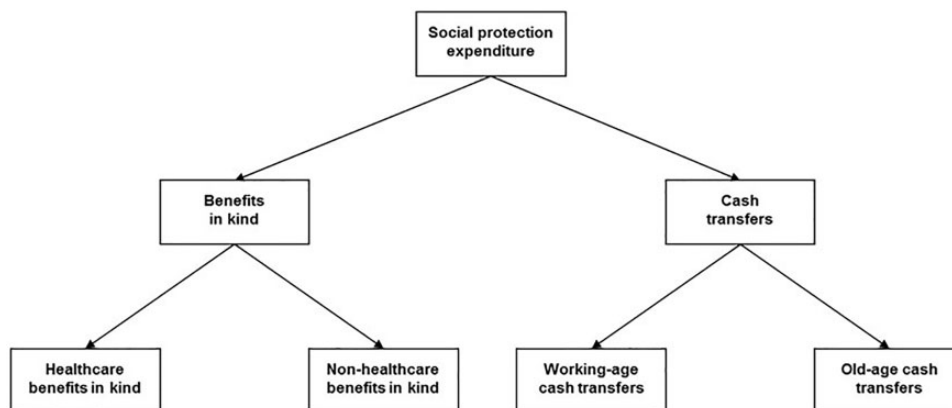 Social protection
expenditure
Benefits
in kind
Cash
transfers
Healthcare
benefits in kind
Non-healthcare
benefits in kind
Working-age
cash transfers
Old-age cash
transfers